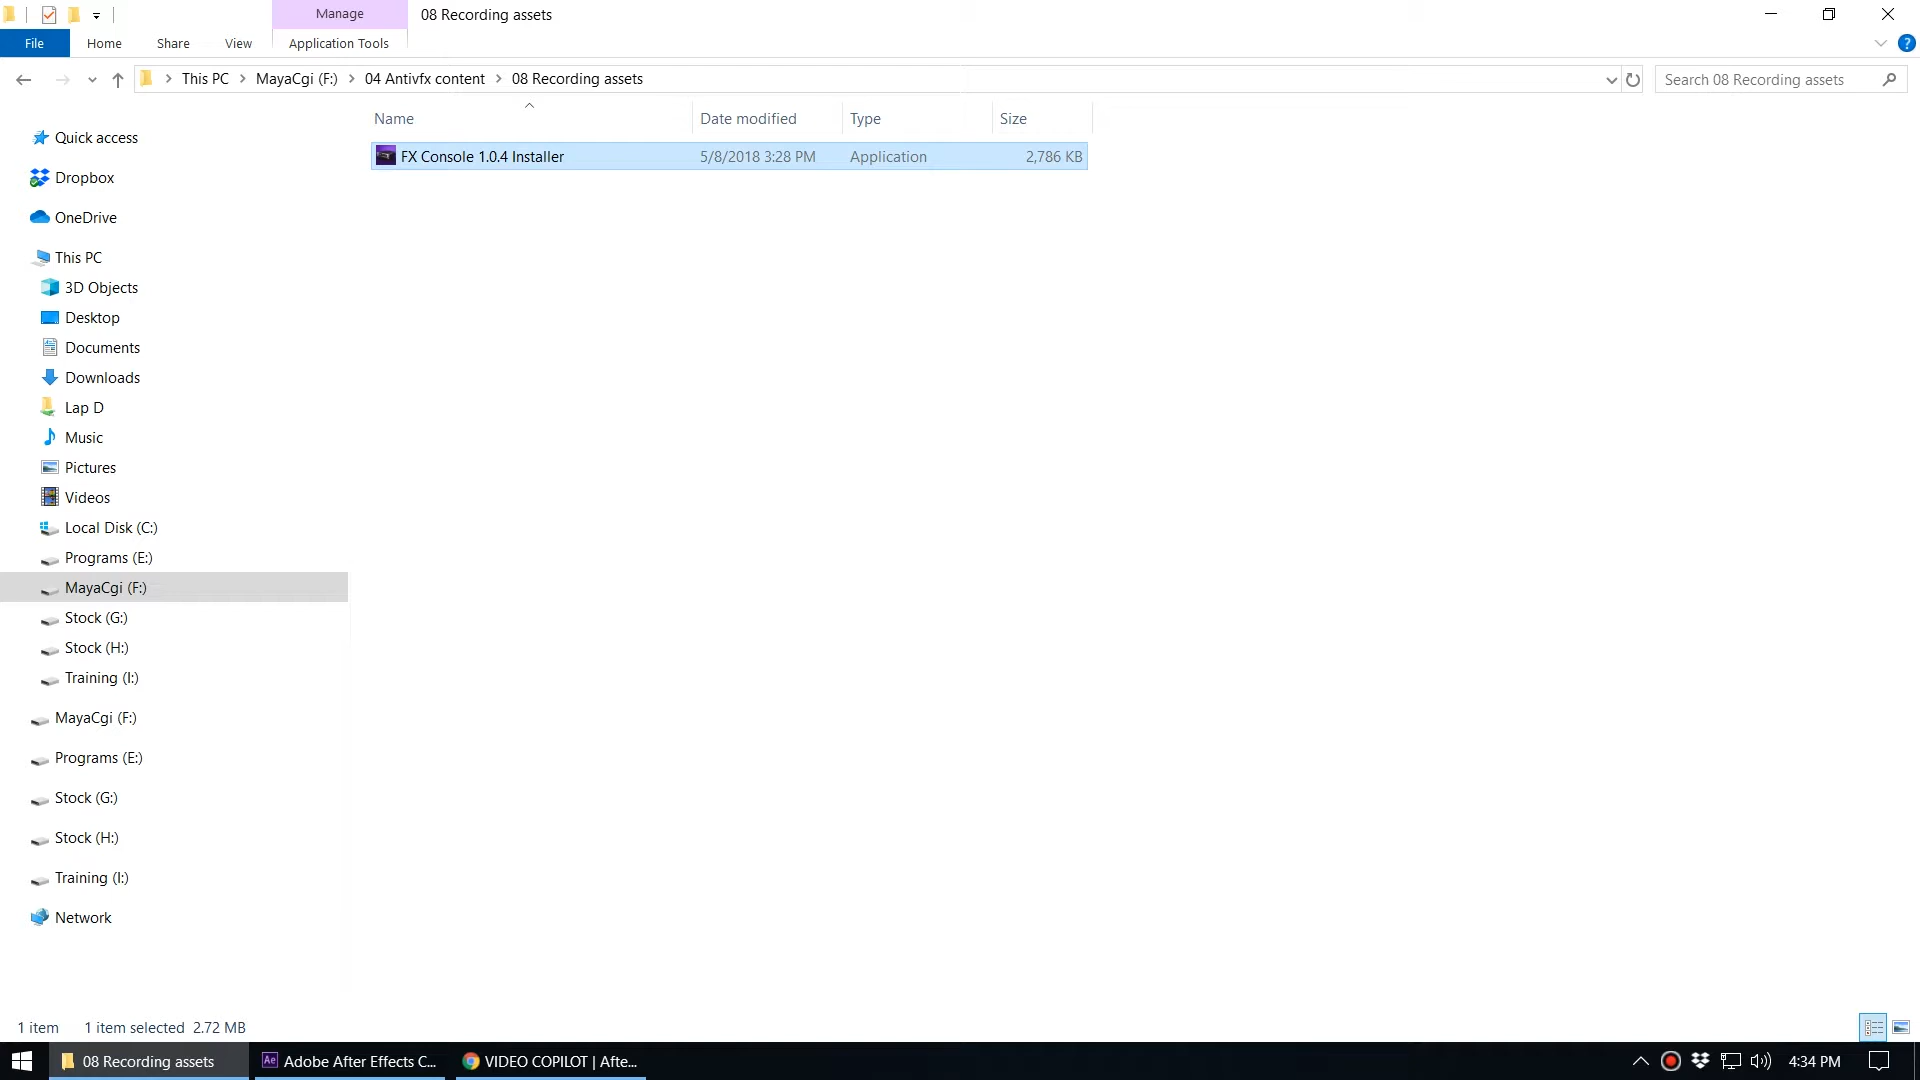 Manage
08 Recording assets
File
Home
Share
View
Application Tools
This PC
MayaCgi (F:)
04 Antivfx content
08 Recording assets
Search 08 Recording assets
Name
Date modified
Type
Size
FX Console 1.0.4 Installer
5/8/2018 3:28 PM
Application
2,786 KB
Quick access
Dropbox
OneDrive
This PC
3D Objects
Desktop
Documents
Downloads
Lap D
Music
Pictures
Videos
Local Disk (C:)
Programs (E:)
MayaCgi (F:)
Stock (G:)
Stock (H:)
Training (I:)
MayaCgi (F:)
Programs (E:)
Stock (G:)
Stock (H:)
Training (I:)
Network
1 item
1 item selected 2.72 MB
08 Recording assets
Ae
Adobe After Effects C...
VIDEO COPILOT | Afte...
4:34 PM